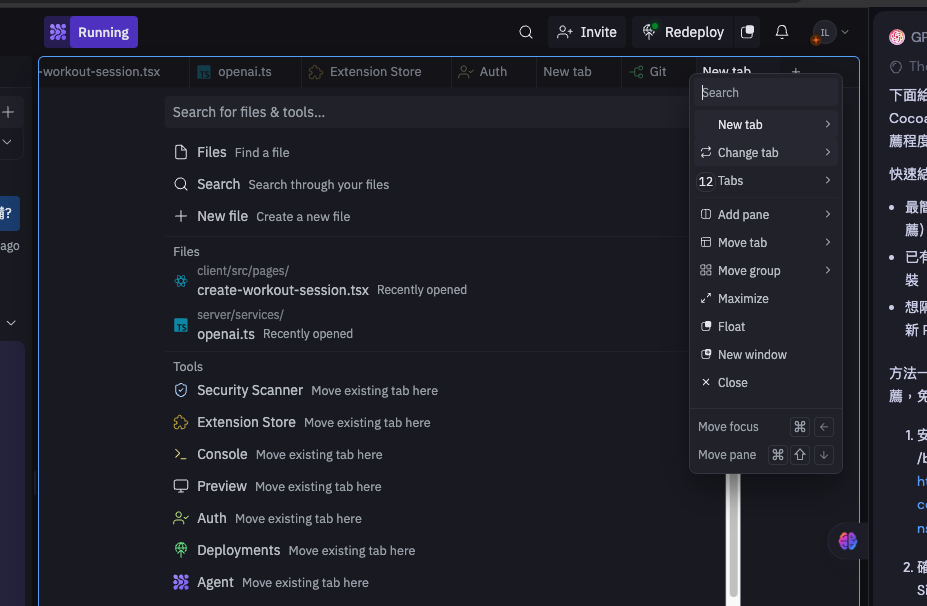 Running
Invite
Redeploy
IL
-workout-session.tsx
openai.ts
Extension Store
Auth
New tab
Git
New tab
Search for files & tools...
Files Find a file
Search Search through your files
New file Create a new file
Files
client/src/pages/
create-workout-session.tsx Recently opened
server/services/
openai.ts Recently opened
Tools
Security Scanner Move existing tab here
Extension Store Move existing tab here
Console Move existing tab here
Preview Move existing tab here
Auth Move existing tab here
Deployments Move existing tab here
Agent Move existing tab here
Search
New tab
Change tab
12 Tabs
Add pane
Move tab
Move group
Maximize
Float
New window
Close
Move focus ⌘ ←
Move pane ⌘ ⇧ ↓
ago
GP
下面給
Cocoa
薦程度
快速結
最簡
薦)
已有
裝
想隔
新
方法一
薦，免
1. 安
/b
ht
co
ns
2. 確
Si